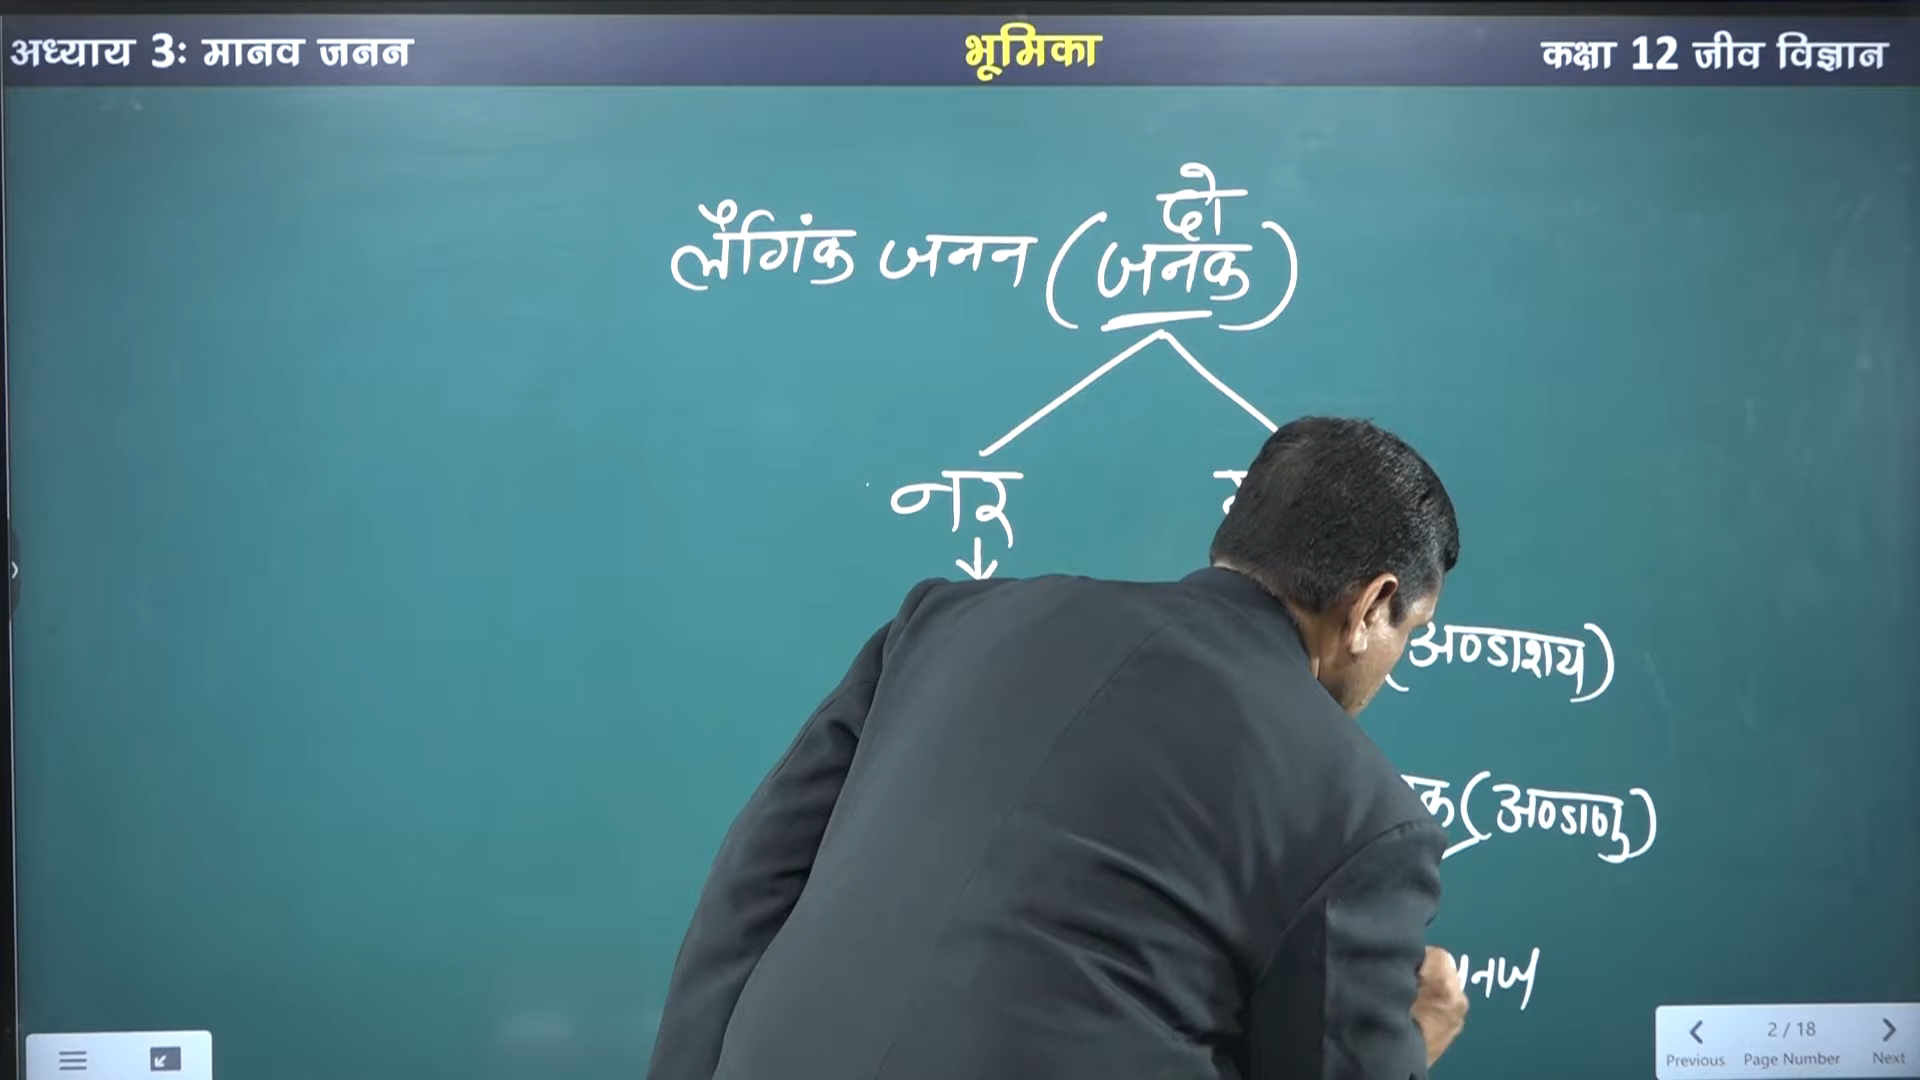 अध्याय 3: मानव जनन
भूमिका
कक्षा 12 जीव विज्ञान
दो
लैंगिक जनन (जनक)
नर
(अण्डाशय)
(अण्डाणु)
2 / 18
Previous Page Number Next